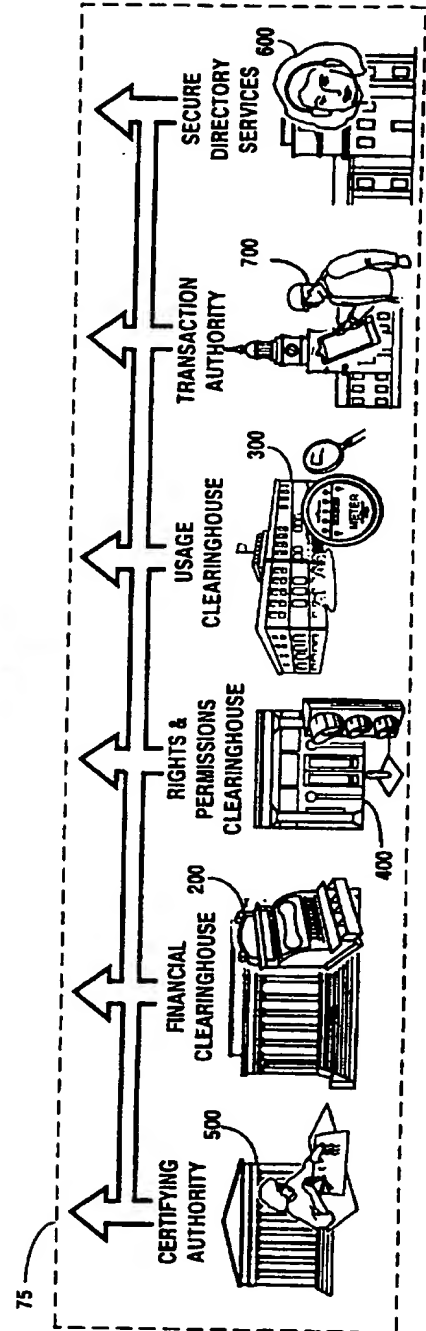 75
CERTIFYING
AUTHORITY
500
FINANCIAL
CLEARINGHOUSE
200
RIGHTS &
PERMISSIONS
CLEARINGHOUSE
400
USAGE
CLEARINGHOUSE
300
METER
TRANSACTION
AUTHORITY
700
SECURE
DIRECTORY
SERVICES
600